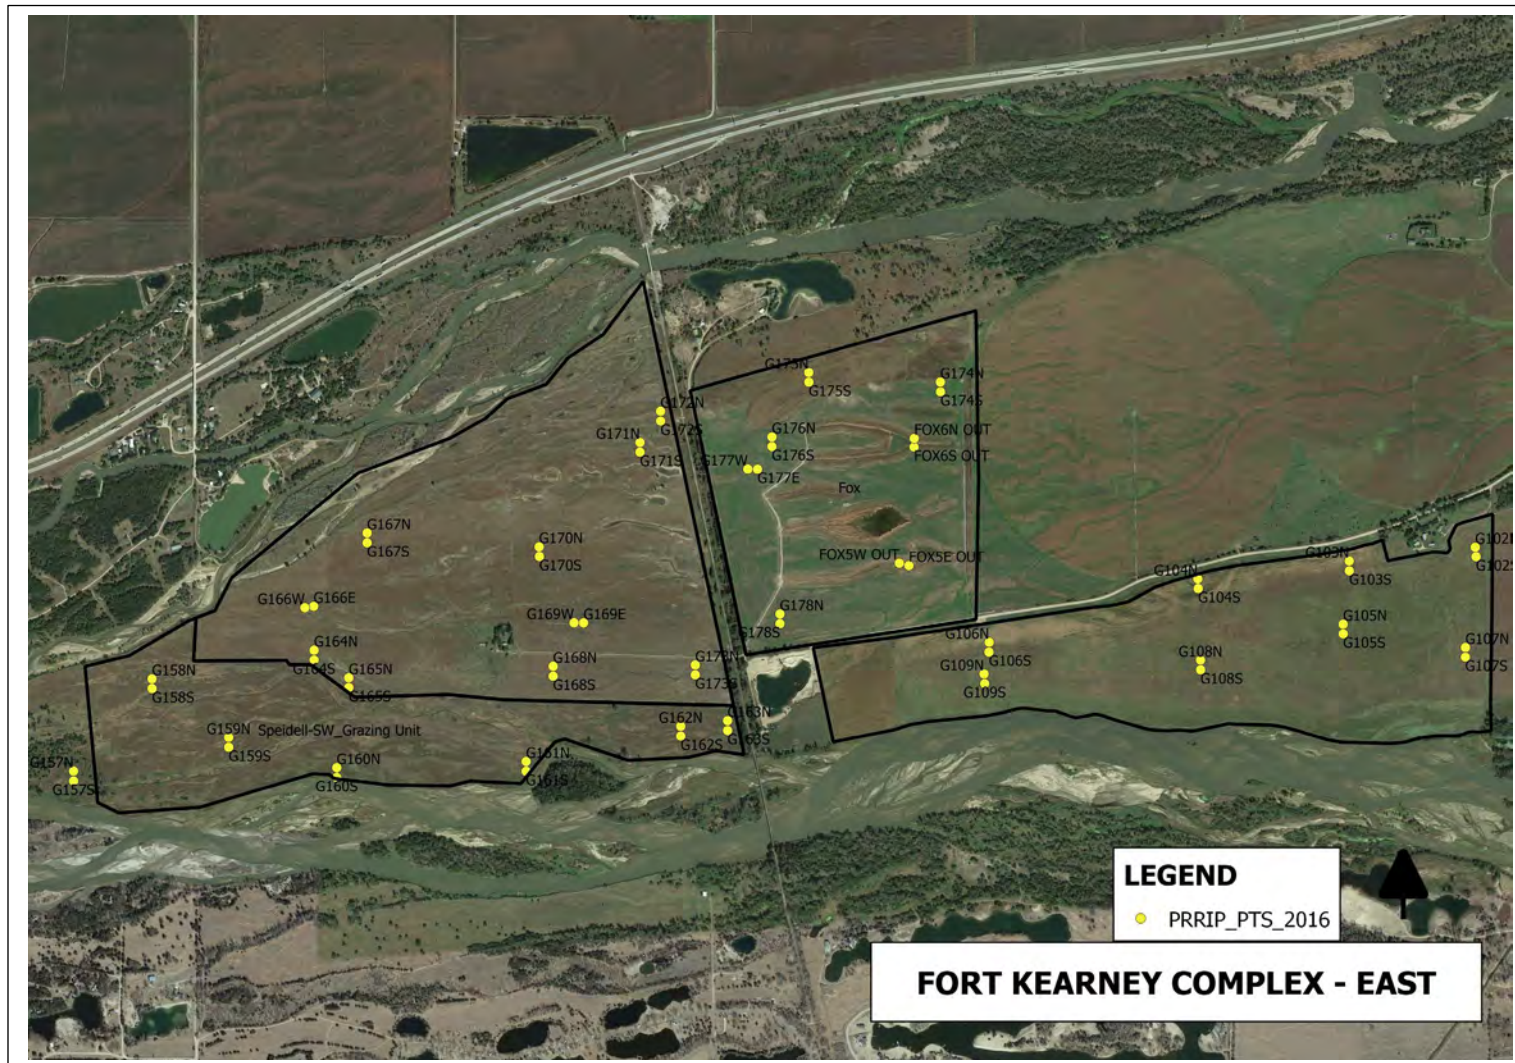 G175N
G175S
G174N
G174S
G172N
G172S
G171N
G171S
G176N
G176S
FOX6N OUT
FOX6S OUT
G177W
G177E
Fox
G167N
G167S
G170N
G170S
FOX5W OUT
FOX5E OUT
G102N
G102S
G103N
G103S
G104N
G104S
G166W
G166E
G169W
G169E
G178N
G178S
G105N
G105S
G106N
G106S
G107N
G107S
G164N
G164S
G165N
G165S
G168N
G168S
G173N
G173S
G109N
G109S
G108N
G108S
G158N
G158S
G159N
G159S
Speidell-SW_Grazing Unit
G162N
G162S
G163N
G163S
G157N
G157S
G160N
G160S
G161N
G161S
LEGEND
PRRIP_PTS_2016
FORT KEARNEY COMPLEX - EAST